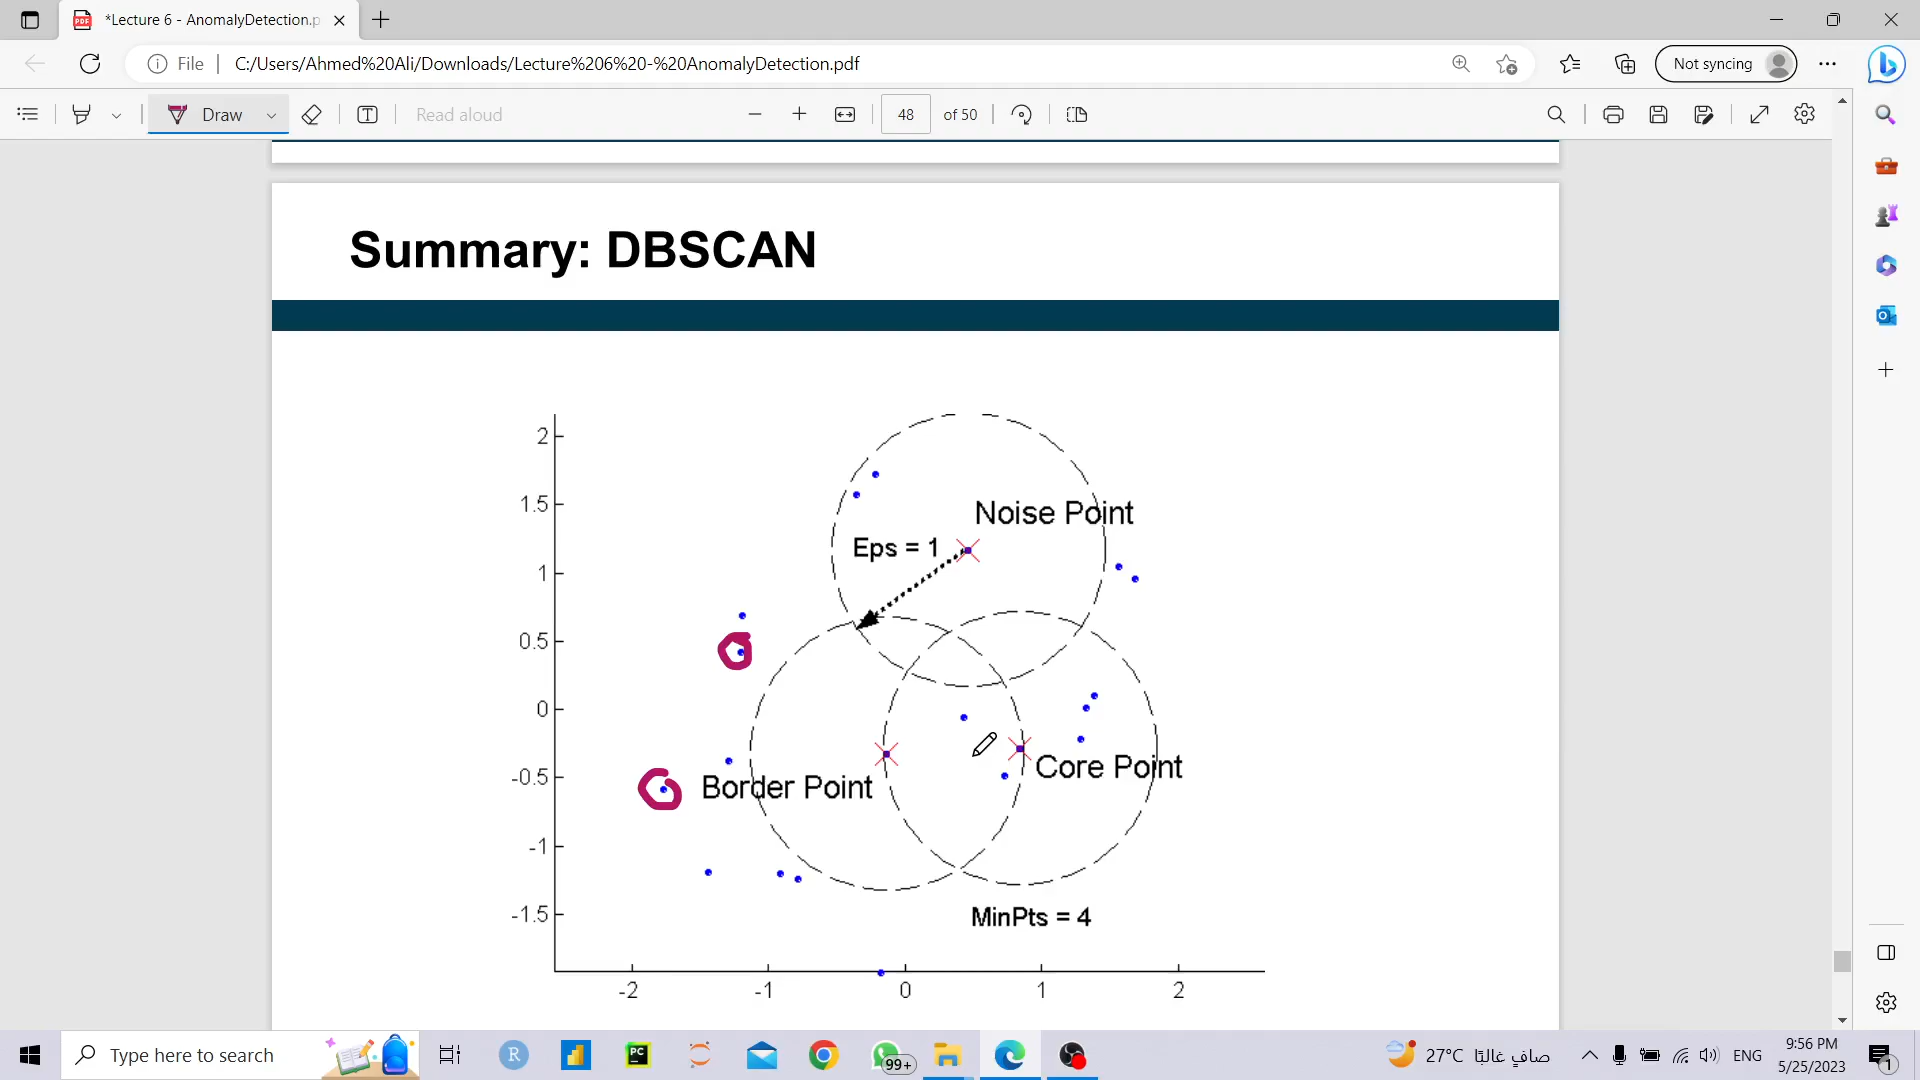 *Lecture 6 - AnomalyDetection.p
File
C:/Users/Ahmed%20Ali/Downloads/Lecture%206%20-%20AnomalyDetection.pdf
Not syncing
Draw
Read aloud
48
of 50
Summary: DBSCAN
2
1.5
1
0.5
0
-0.5
-1
-1.5
Noise Point
Eps = 1
Border Point
Core Point
MinPts = 4
-2
-1
0
1
2
Type here to search
R
PC
99+
27°C
صافٍ غالبًا
ENG
9:56 PM
5/25/2023
1